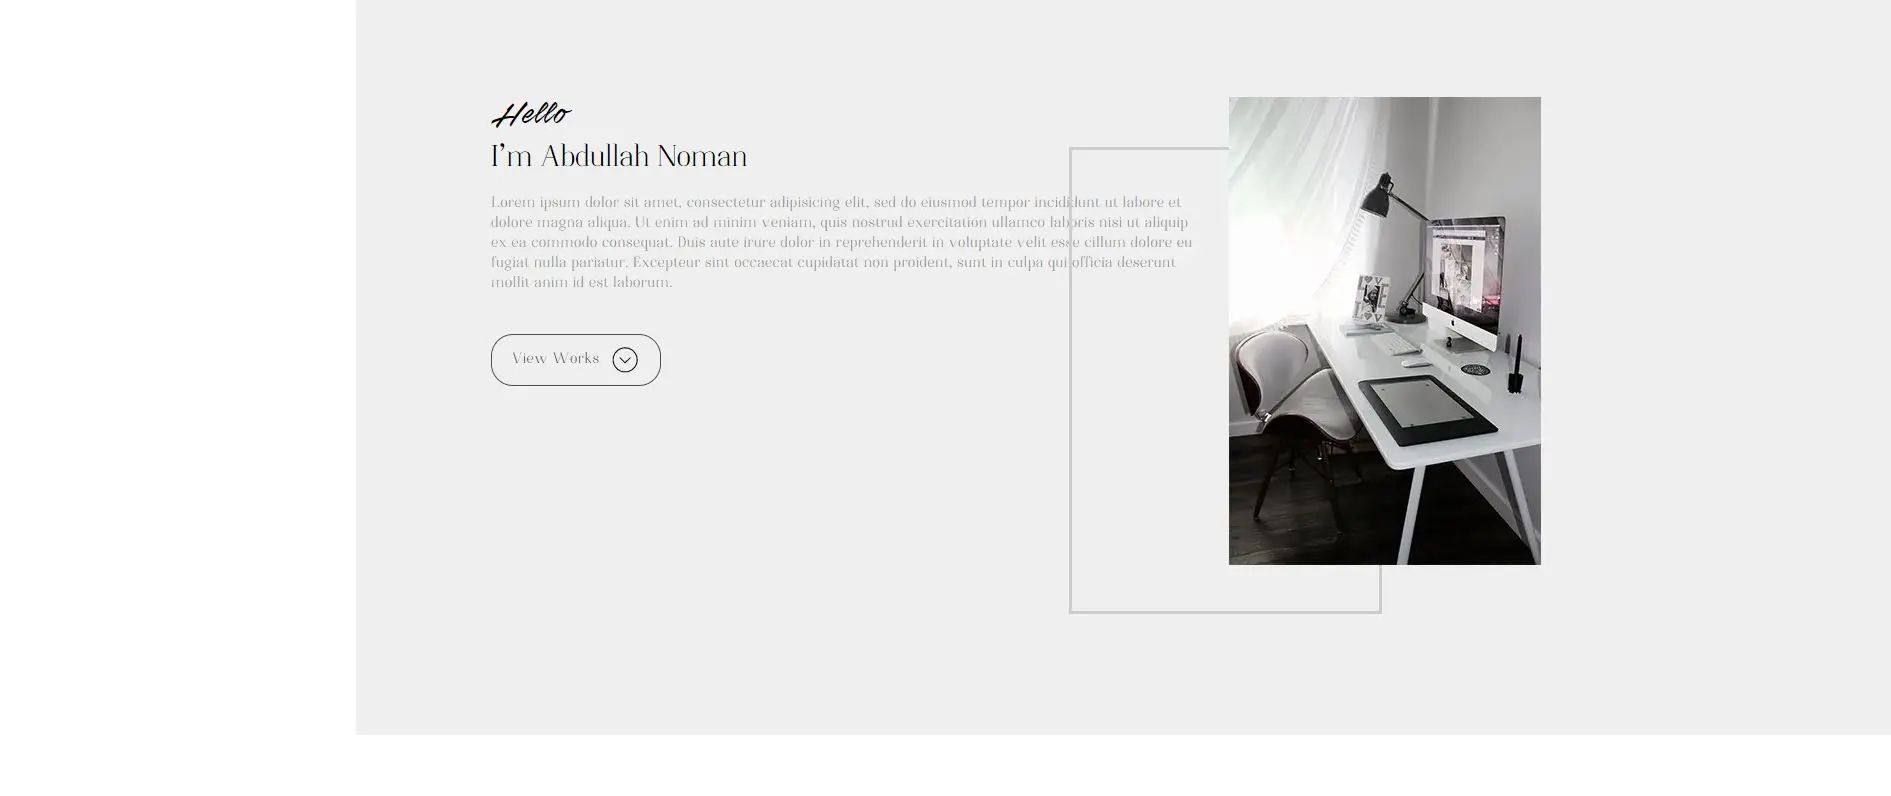 Hello
I'm Abdullah Noman
Lorem ipsum dolor sit amet, consectetur adipisicing elit, sed do eiusmod tempor incididunt ut labore et
dolore magna aliqua. Ut enim ad minim veniam, quis nostrud exercitation ullamco laboris nisi ut aliquip
ex ea commodo consequat. Duis aute irure dolor in reprehenderit in voluptate velit esse cillum dolore eu
fugiat nulla pariatur. Excepteur sint occaecat cupidatat non proident, sunt in culpa qui officia deserunt
mollit anim id est laborum.
View Works